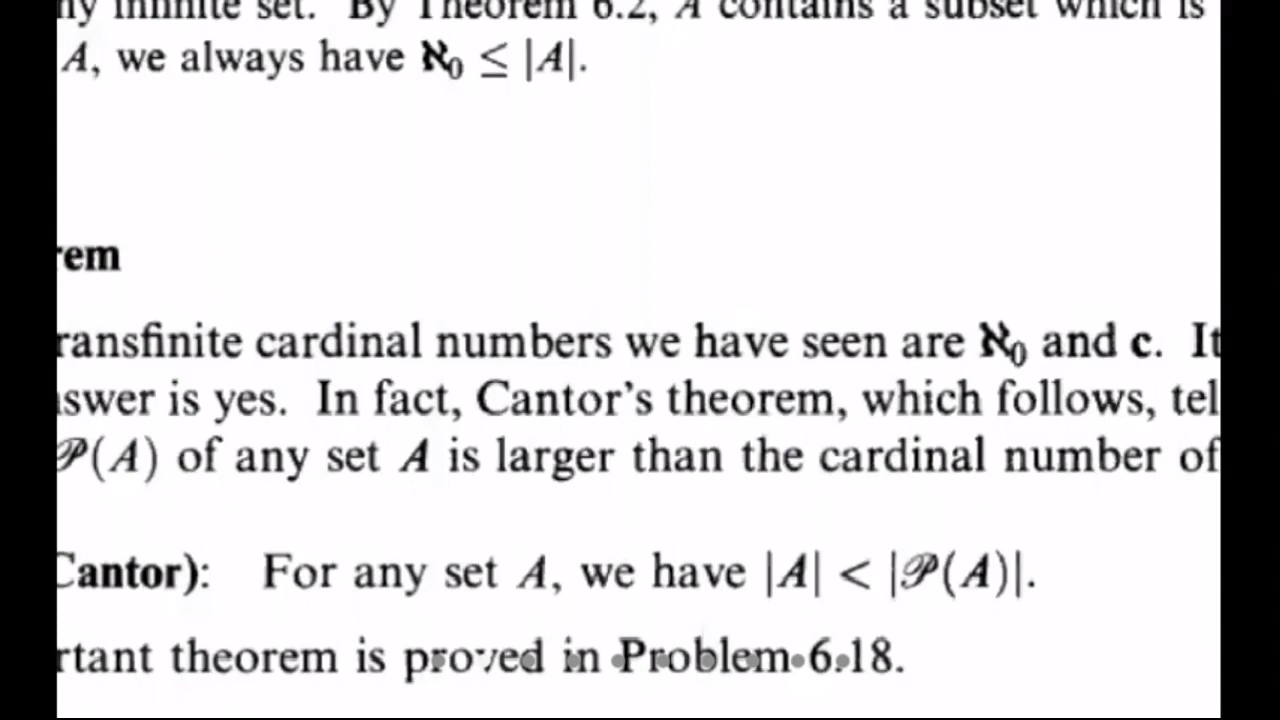 ny infinite set. By Theorem 6.2, A contains a subset which is
A, we always have ℵ₀ ≤ |A|.
rem
ransfinite cardinal numbers we have seen are ℵ₀ and c. It
swer is yes. In fact, Cantor's theorem, which follows, tel
𝒫(A) of any set A is larger than the cardinal number of
Cantor): For any set A, we have |A| < |𝒫(A)|.
rtant theorem is proved in Problem 6.18.